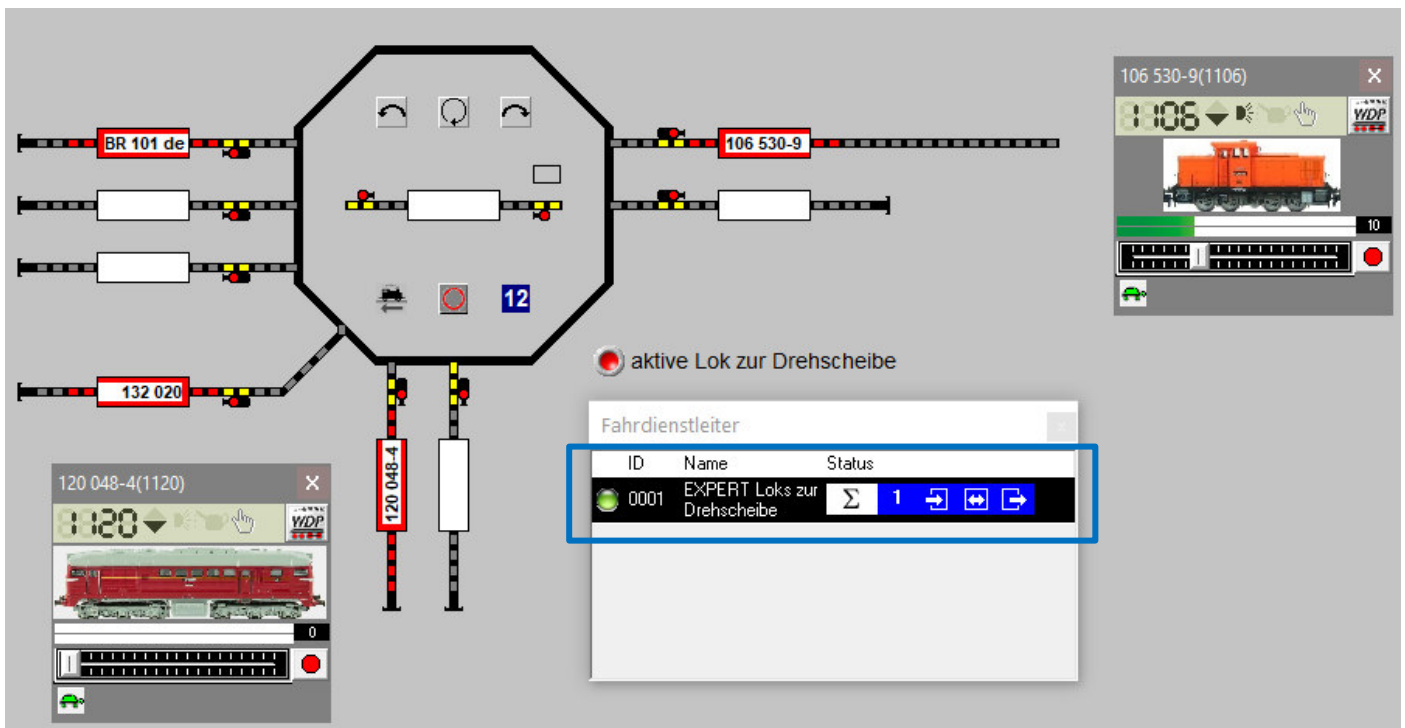 106 530-9(1106)
X
1106
WDP
10
BR 101 de
106 530-9
12
132 020
120 048-4
aktive Lok zur Drehscheibe
Fahrdienstleiter
x
ID Name Status
0001 EXPERT Loks zur
Drehscheibe
Σ 1
120 048-4(1120)
X
1120
WDP
0